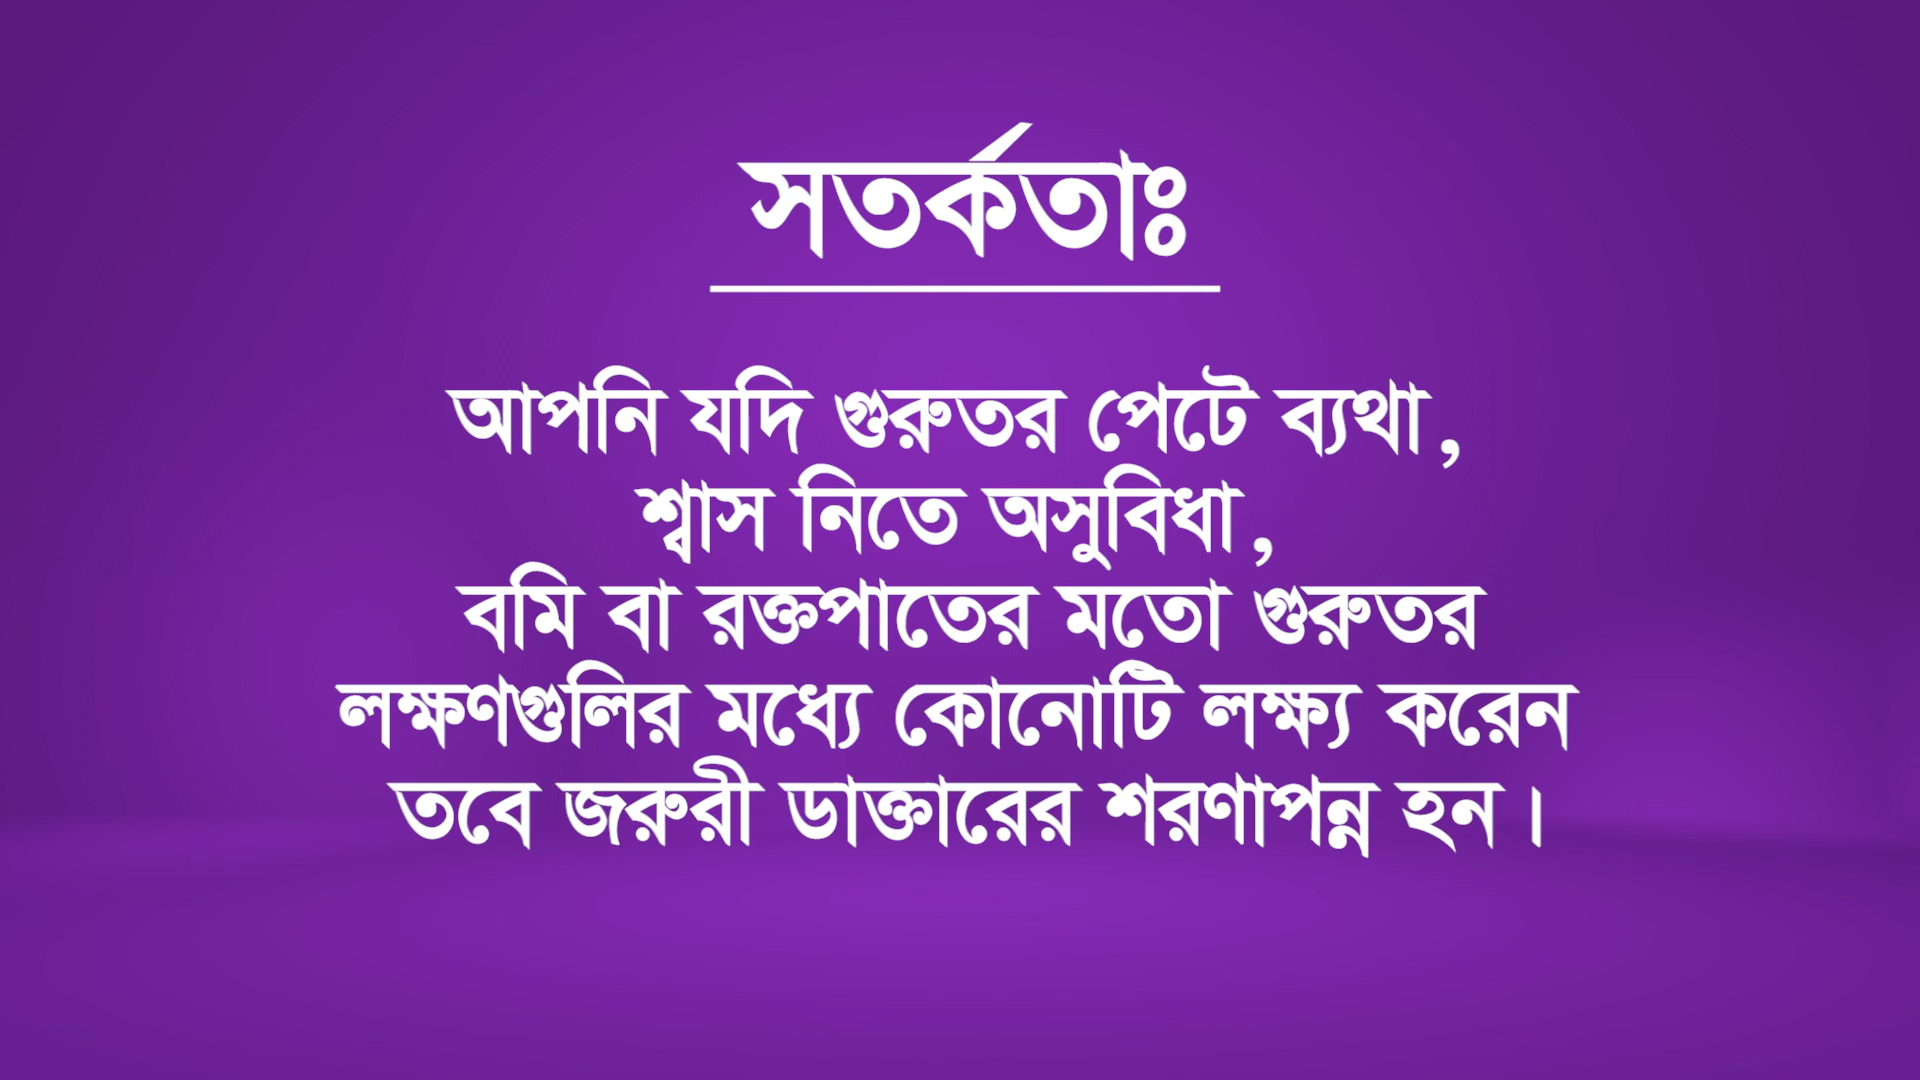 সতর্কতাঃ
আপনি যদি গুরুতর পেটে ব্যথা,
শ্বাস নিতে অসুবিধা,
বমি বা রক্তপাতের মতো গুরুতর
লক্ষণগুলির মধ্যে কোনোটি লক্ষ্য করেন
তবে জরুরী ডাক্তারের শরণাপন্ন হন।